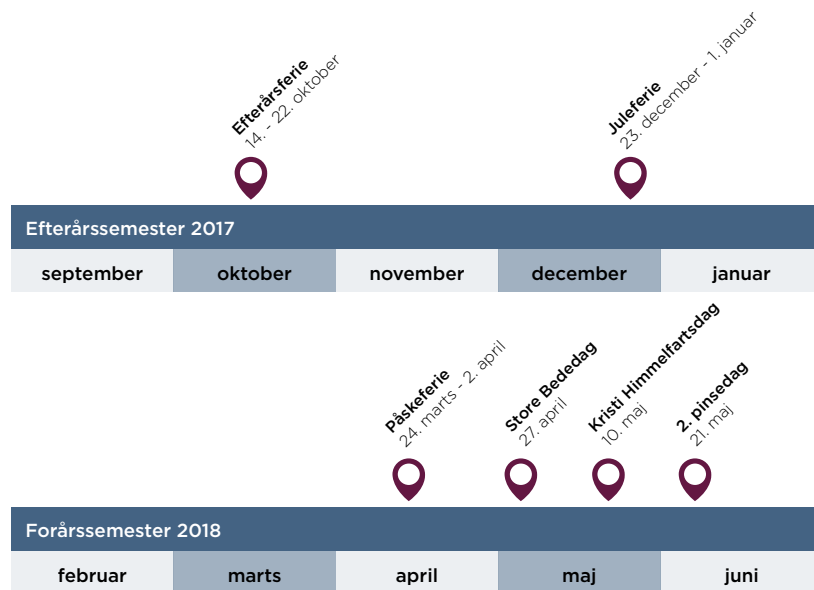 Efterårsferie
14. - 22. oktober
Juleferie
23. december - 1. januar
Efterårssemester 2017
september
oktober
november
december
januar
Påskeferie
24. marts - 2. april
Store Bededag
27. april
Kristi Himmelfartsdag
10. maj
2. pinsedag
21. maj
Forårssemester 2018
februar
marts
april
maj
juni